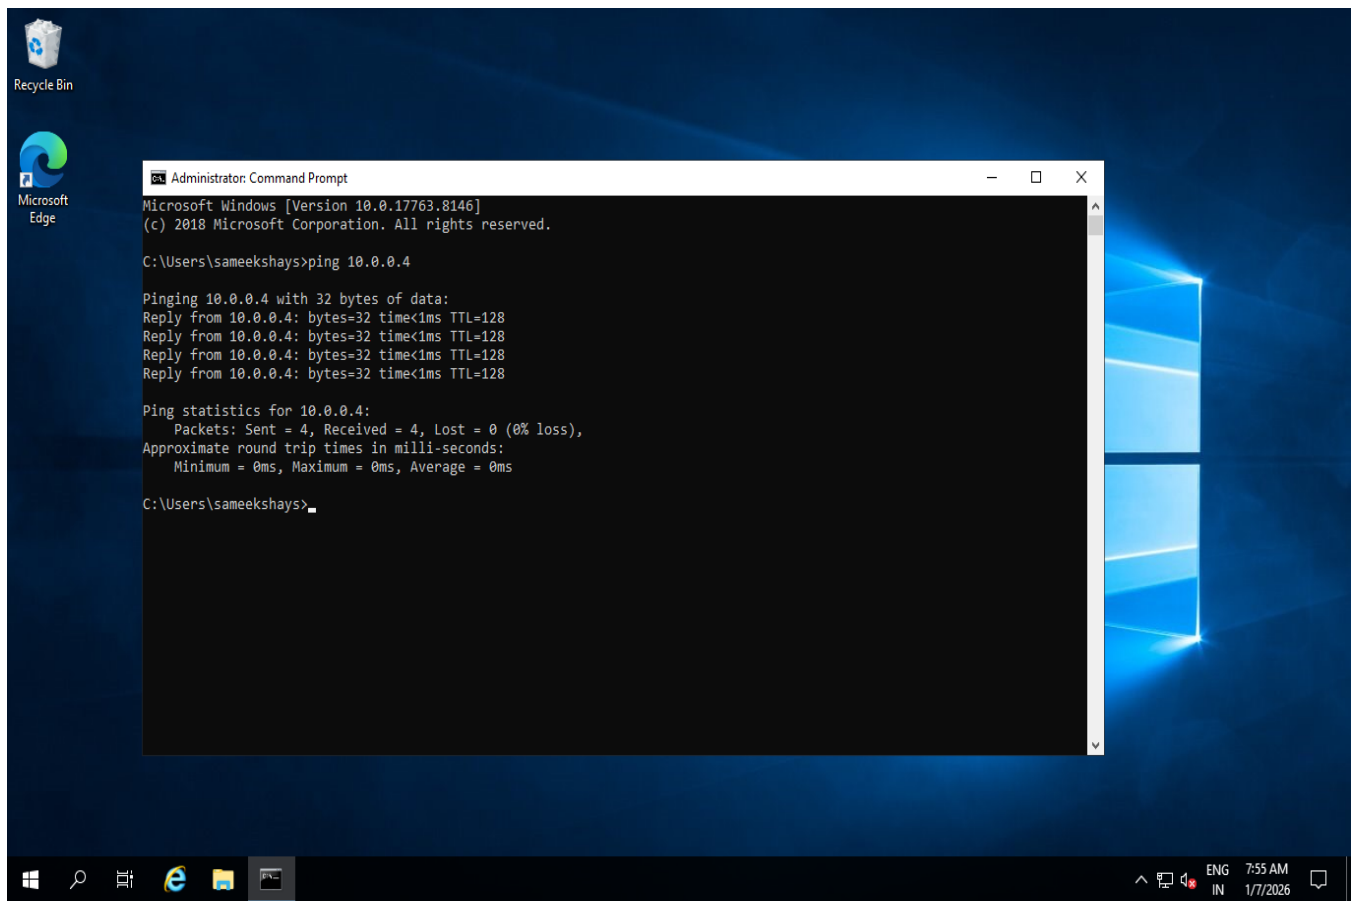 Recycle Bin
Microsoft
Edge
Administrator: Command Prompt
Microsoft Windows [Version 10.0.17763.8146]
(c) 2018 Microsoft Corporation. All rights reserved.
C:\Users\sameekshays>ping 10.0.0.4
Pinging 10.0.0.4 with 32 bytes of data:
Reply from 10.0.0.4: bytes=32 time<1ms TTL=128
Reply from 10.0.0.4: bytes=32 time<1ms TTL=128
Reply from 10.0.0.4: bytes=32 time<1ms TTL=128
Reply from 10.0.0.4: bytes=32 time<1ms TTL=128
Ping statistics for 10.0.0.4:
    Packets: Sent = 4, Received = 4, Lost = 0 (0% loss),
Approximate round trip times in milli-seconds:
    Minimum = 0ms, Maximum = 0ms, Average = 0ms
C:\Users\sameekshays>
ENG
IN
7:55 AM
1/7/2026